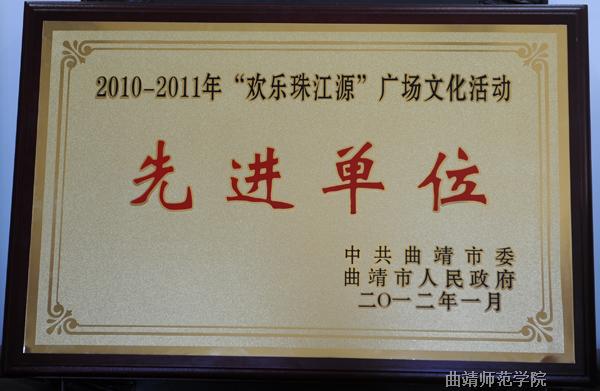 2010-2011年“欢乐珠江源”广场文化活动
先进单位
中共曲靖市委
曲靖市人民政府
二〇一二年一月
曲靖师范学院